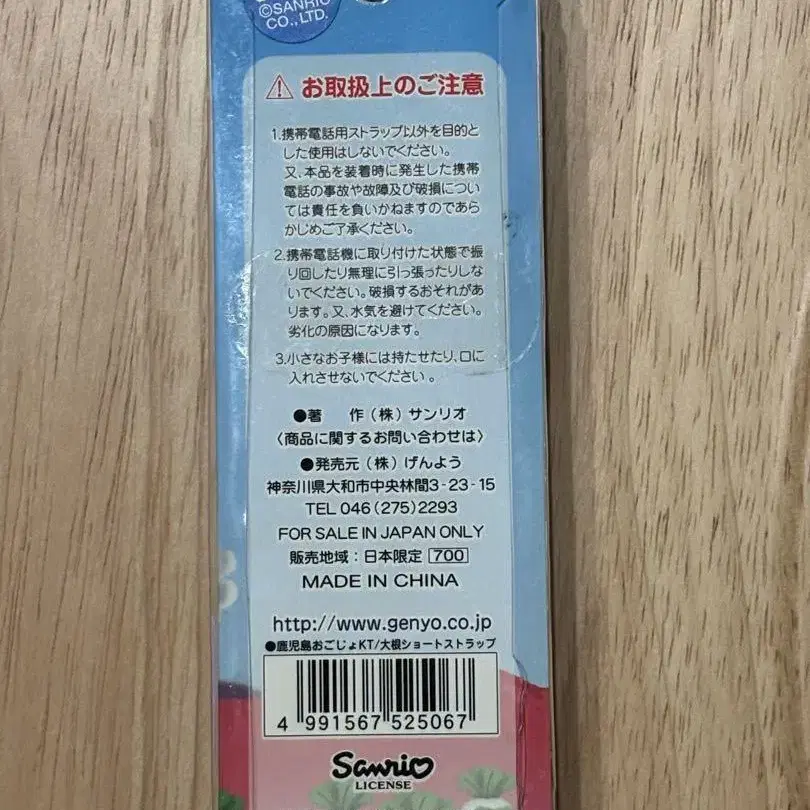 ©SANRIO
CO.,LTD.
お取扱上のご注意
1.携帯電話用ストラップ以外を目的と
した使用はしないでください。
又、本品を装着時に発生した携帯
電話の事故や故障及び破損につい
ては責任を負いかねますのであら
かじめご了承ください。
2.携帯電話機に取り付けた状態で振
り回したり無理に引っ張ったりしな
いでください。破損するおそれがあ
ります。又、水気を避けてください。
劣化の原因になります。
3.小さなお子様には持たせたり、口に
入れさせないでください。
●著　作(株)サンリオ
〈商品に関するお問い合わせは〉
●発売元(株)げんよう
神奈川県大和市中央林間3-23-15
TEL 046(275)2293
FOR SALE IN JAPAN ONLY
販売地域：日本限定 700
MADE IN CHINA
http://www.genyo.co.jp
●鹿児島おごじょKT/大根ショートストラップ
4 991567 525067
Sanrio
LICENSE